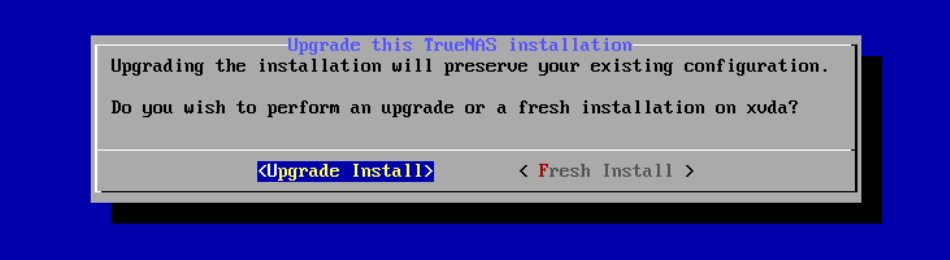 Upgrade this TrueNAS installation
Upgrading the installation will preserve your existing configuration.
Do you wish to perform an upgrade or a fresh installation on xvda?
<Upgrade Install> < Fresh Install >